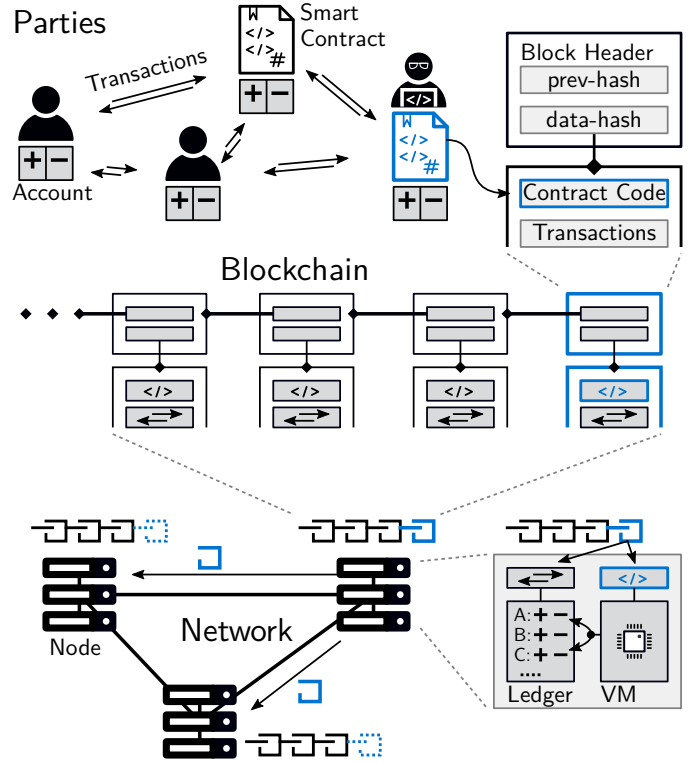 Parties
Smart
Contract
W
</>
</>
#
Transactions
+ −
+ −
Account
+ −
</>
W
</>
</>
#
+ −
Block Header
prev-hash
data-hash
Contract Code
Transactions
Blockchain
</>
</>
</>
</>
Network
Node
</>
A: + −
B: + −
C: + −
.....
Ledger
VM